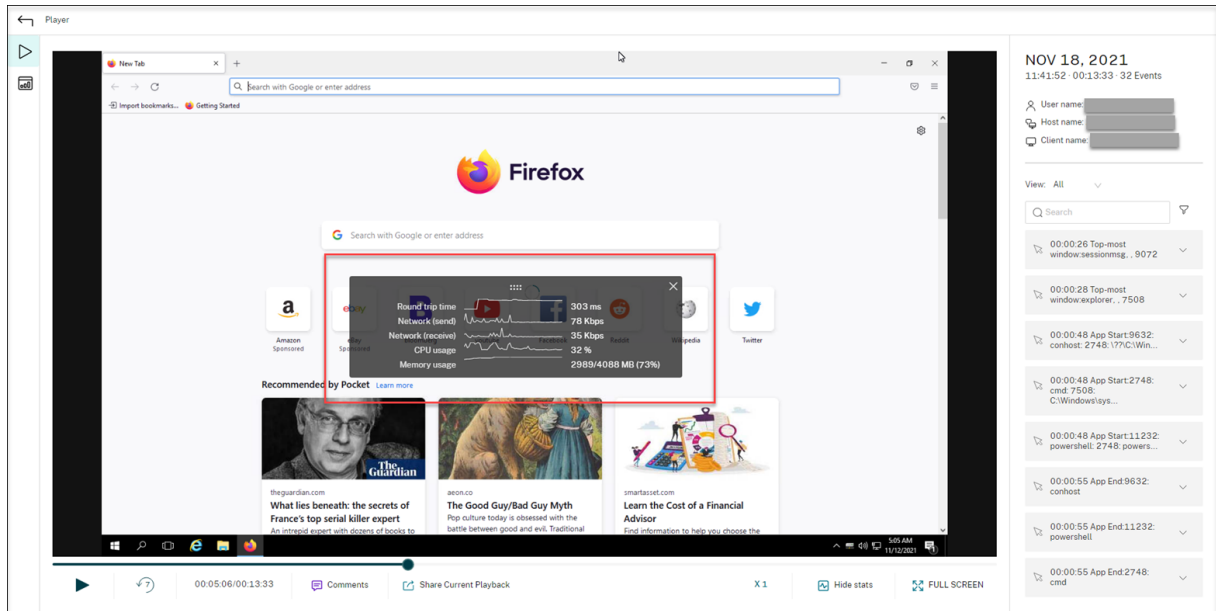 Player
New Tab
Search with Google or enter address
Import bookmarks...
Getting Started
Firefox
Search with Google or enter address
Round trip time 303 ms
Network (send) 78 Kbps
Network (receive) 35 Kbps
CPU usage 32 %
Memory usage 2989/4088 MB (73%)
a
ebay
Amazon
Sponsored
eBay
Facebook
Reddit
Wikipedia
Twitter
Recommended by Pocket Learn more
The
Guardian
theguardian.com
What lies beneath: the secrets of
France's top serial killer expert
An intrepid expert with dozens of books to
aeon.co
The Good Guy/Bad Guy Myth
Pop culture today is obsessed with the
battle between good and evil. Traditional
smartasset.com
Learn the Cost of a Financial
Advisor
Find information to help you choose the
5:05 AM
11/12/2021
7
00:05:06/00:13:33
Comments
Share Current Playback
X 1
Hide stats
FULL SCREEN
NOV 18, 2021
11:41:52 · 00:13:33 · 32 Events
User name:
Host name:
Client name:
View: All
Search
00:00:26 Top-most
window:sessionmsg, , 9072
00:00:28 Top-most
window:explorer, , 7508
00:00:48 App Start:9632:
conhost: 2748: \??\C:\Win...
00:00:48 App Start:2748:
cmd: 7508:
C:\Windows\sys...
00:00:48 App Start:11232:
powershell: 2748: powers...
00:00:55 App End:9632:
conhost
00:00:55 App End:11232:
powershell
00:00:55 App End:2748:
cmd